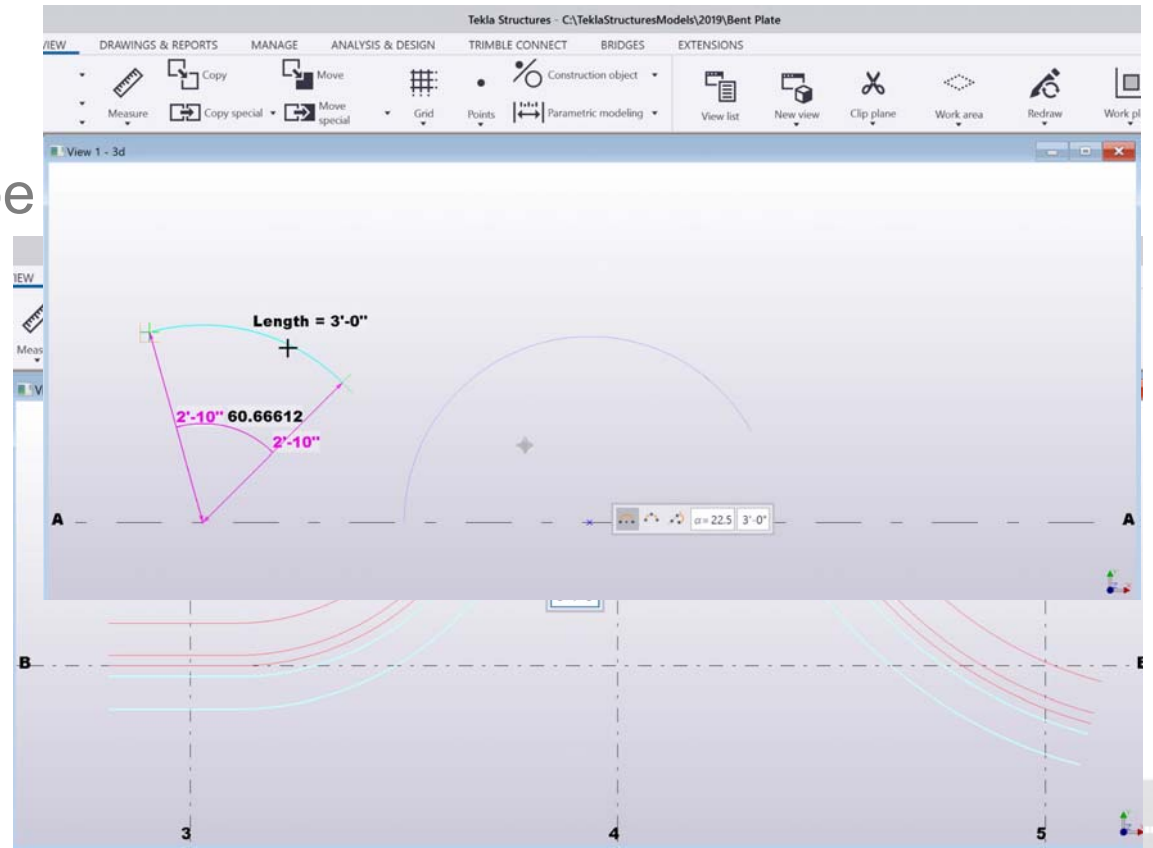 Tekla Structures - C:\TeklaStructuresModels\2019\Bent Plate
VIEW DRAWINGS & REPORTS MANAGE ANALYSIS & DESIGN TRIMBLE CONNECT BRIDGES EXTENSIONS
Copy Move Construction object
Measure Copy special Move special Grid Points Parametric modeling View list New view Clip plane Work area Redraw
View 1 - 3d
Length = 3'-0"
2'-10" 60.66612
2'-10"
A α = 22.5 3'-0" A
B
3 4 5